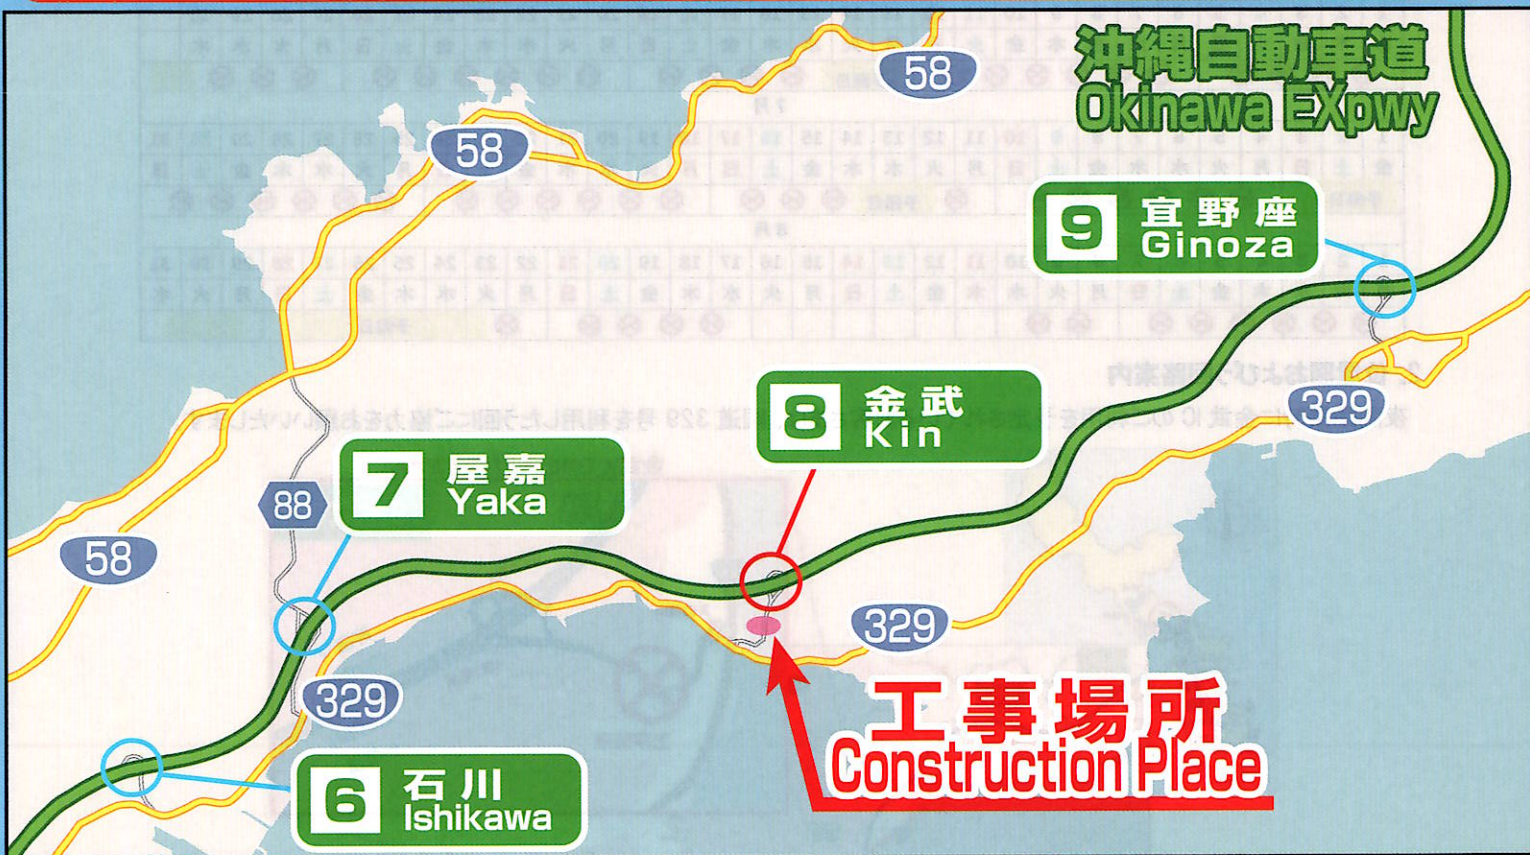 沖縄自動車道
Okinawa EXpwy
58
58
9 宜野座
Ginoza
329
8 金武
Kin
7 屋嘉
Yaka
88
58
329
329
工事場所
Construction Place
6 石川
Ishikawa